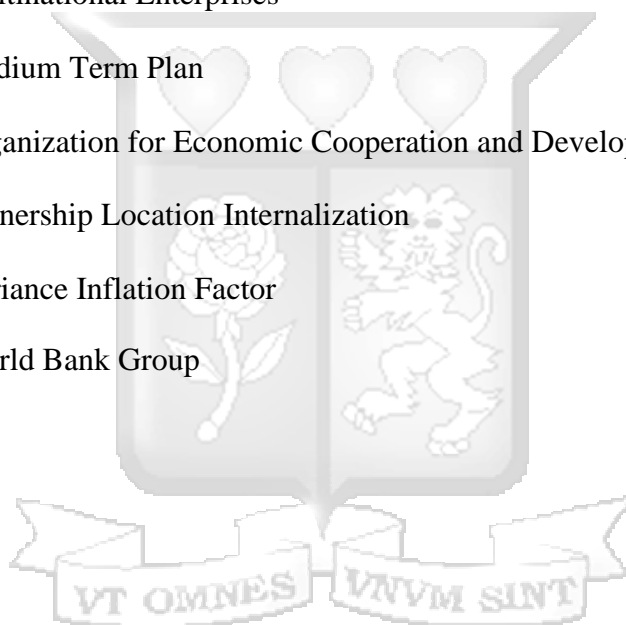 ltinational Enterprises
dium Term Plan
ganization for Economic Cooperation and Develo
nership Location Internalization
riance Inflation Factor
rld Bank Group
VT OMNES VNVM SINT